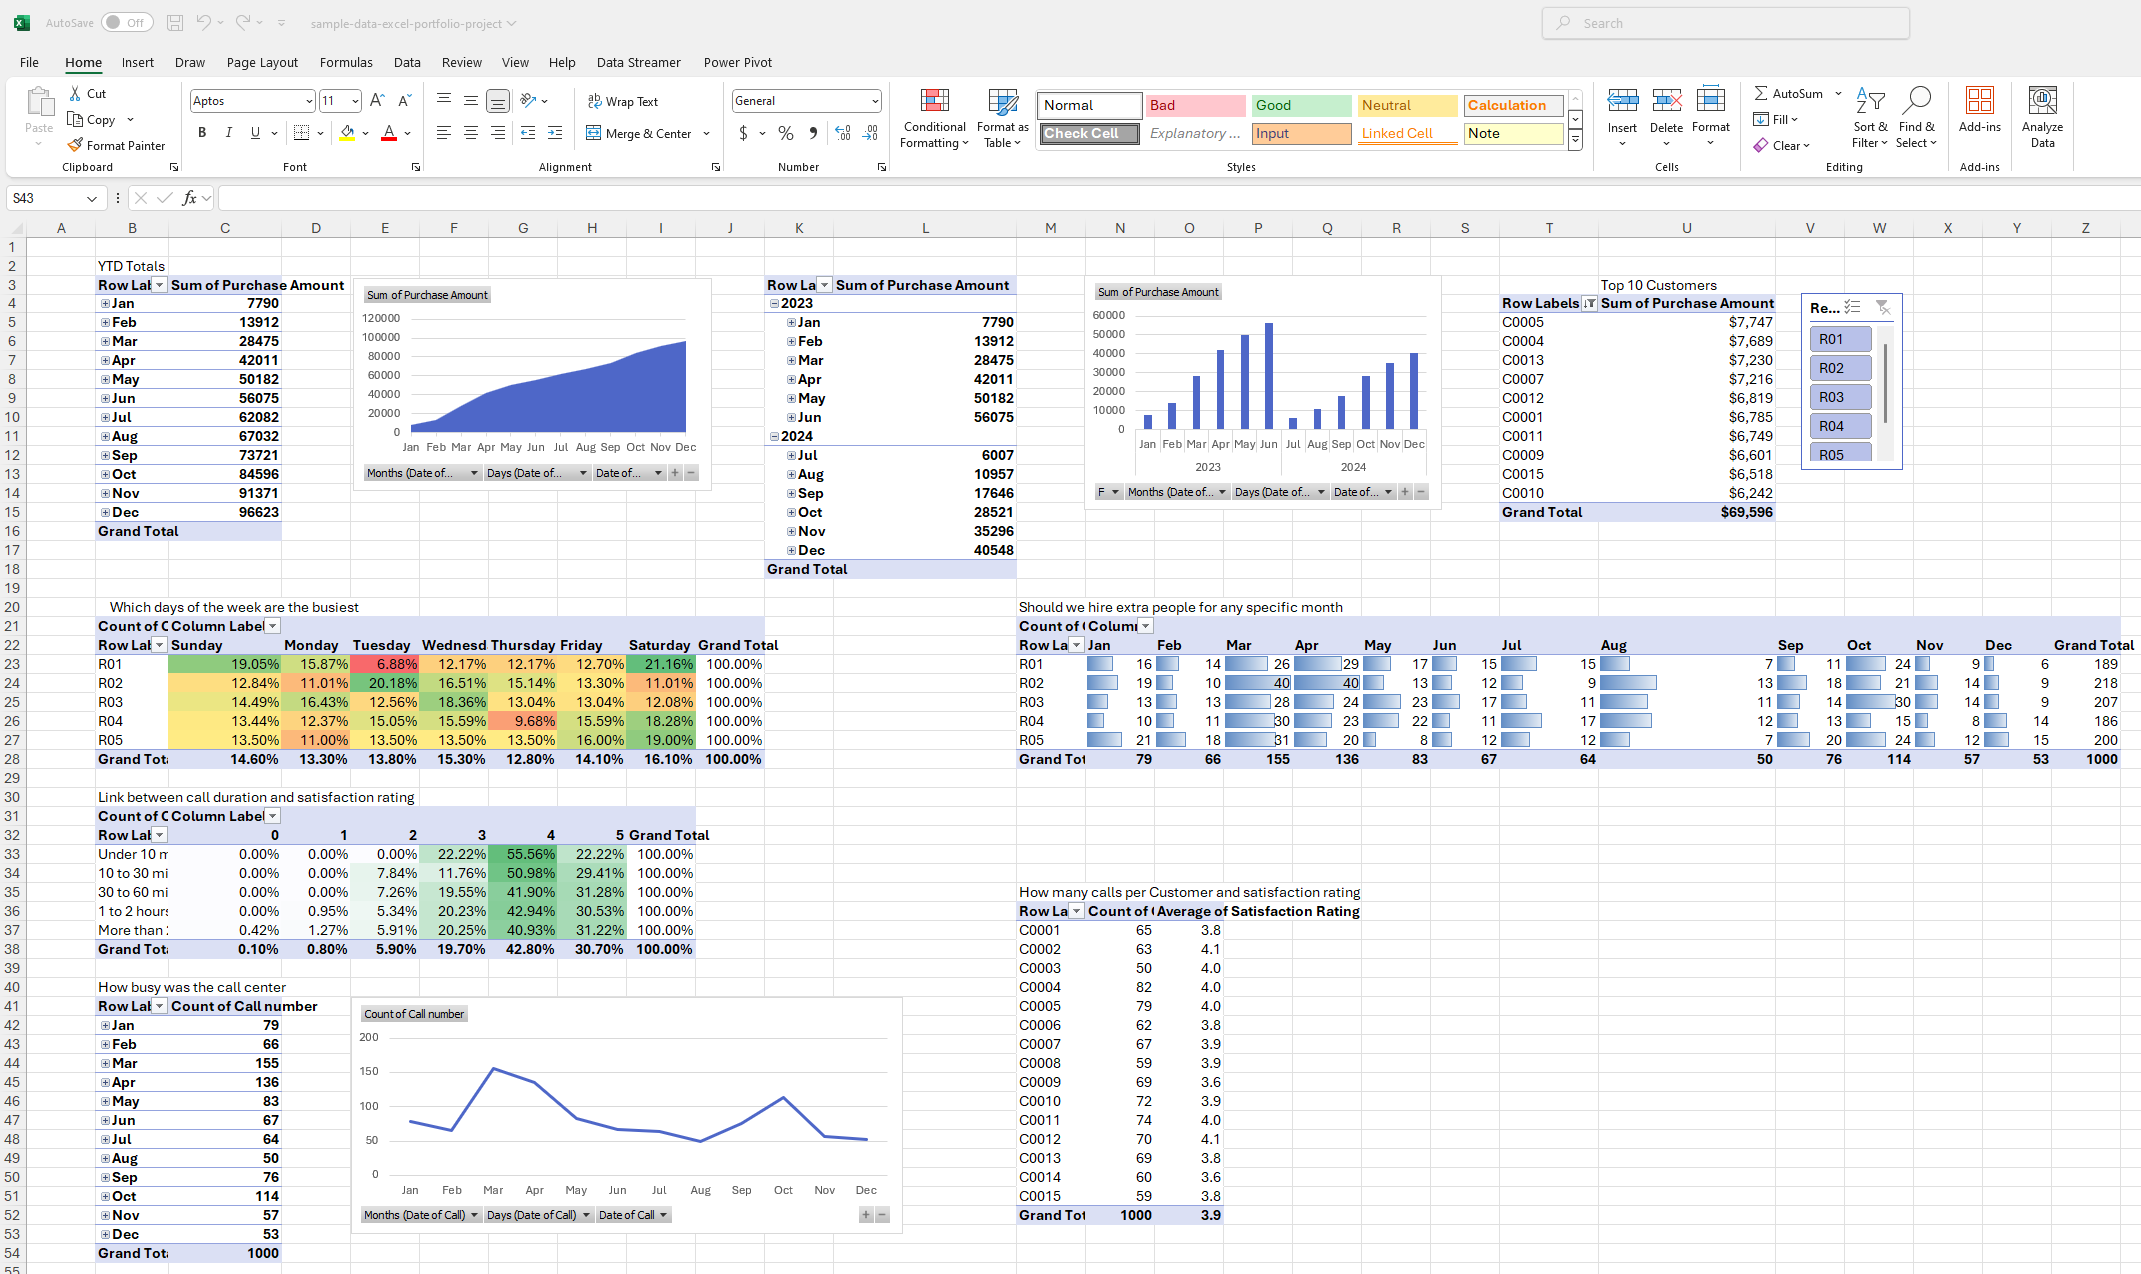 AutoSave Off sample-data-excel-portfolio-project Search
File Home Insert Draw Page Layout Formulas Data Review View Help Data Streamer Power Pivot
Paste Cut Copy Format Painter Clipboard
Aptos 11 B I U A Font
Wrap Text Merge & Center Alignment
General $ % Number
Conditional Formatting Format as Table
Normal Bad Good Neutral Calculation
Check Cell Explanatory ... Input Linked Cell Note
Styles
Insert Delete Format Cells
AutoSum Fill Clear Sort & Filter Find & Select Editing
Add-ins Add-ins
Analyze Data
S43 fx
A B C D E F G H I J K L M N O P Q R S T U V W X Y Z
YTD Totals
Row Lab Sum of Purchase Amount
Jan 7790
Feb 13912
Mar 28475
Apr 42011
May 50182
Jun 56075
Jul 62082
Aug 67032
Sep 73721
Oct 84596
Nov 91371
Dec 96623
Grand Total
Sum of Purchase Amount
120000
100000
80000
60000
40000
20000
0
Jan Feb Mar Apr May Jun Jul Aug Sep Oct Nov Dec
Months (Date of... Days (Date of... Date of... + −
Row La Sum of Purchase Amount
2023
Jan 7790
Feb 13912
Mar 28475
Apr 42011
May 50182
Jun 56075
2024
Jul 6007
Aug 10957
Sep 17646
Oct 28521
Nov 35296
Dec 40548
Grand Total
Sum of Purchase Amount
60000
50000
40000
30000
20000
10000
0
Jan Feb Mar Apr May Jun Jul Aug Sep Oct Nov Dec
2023 2024
F Months (Date of... Days (Date of... Date of... + −
Top 10 Customers
Row Labels Sum of Purchase Amount
C0005 $7,747
C0004 $7,689
C0013 $7,230
C0007 $7,216
C0012 $6,819
C0001 $6,785
C0011 $6,749
C0009 $6,601
C0015 $6,518
C0010 $6,242
Grand Total $69,596
Re...
R01
R02
R03
R04
R05
Which days of the week are the busiest
Count of C Column Label
Row Lab Sunday Monday Tuesday Wednesd Thursday Friday Saturday Grand Total
R01 19.05% 15.87% 6.88% 12.17% 12.17% 12.70% 21.16% 100.00%
R02 12.84% 11.01% 20.18% 16.51% 15.14% 13.30% 11.01% 100.00%
R03 14.49% 16.43% 12.56% 18.36% 13.04% 13.04% 12.08% 100.00%
R04 13.44% 12.37% 15.05% 15.59% 9.68% 15.59% 18.28% 100.00%
R05 13.50% 11.00% 13.50% 13.50% 13.50% 16.00% 19.00% 100.00%
Grand Tota 14.60% 13.30% 13.80% 15.30% 12.80% 14.10% 16.10% 100.00%
Should we hire extra people for any specific month
Count of Colum
Row La Jan Feb Mar Apr May Jun Jul Aug Sep Oct Nov Dec Grand Total
R01 16 14 26 29 17 15 15 7 11 24 9 6 189
R02 19 10 40 40 13 12 9 13 18 21 14 9 218
R03 13 13 28 24 23 17 11 11 14 30 14 9 207
R04 10 11 30 23 22 11 17 12 13 15 8 14 186
R05 21 18 31 20 8 12 12 7 20 24 12 15 200
Grand Tot 79 66 155 136 83 67 64 50 76 114 57 53 1000
Link between call duration and satisfaction rating
Count of C Column Label
Row Lab 0 1 2 3 4 5 Grand Total
Under 10 m 0.00% 0.00% 0.00% 22.22% 55.56% 22.22% 100.00%
10 to 30 mi 0.00% 0.00% 7.84% 11.76% 50.98% 29.41% 100.00%
30 to 60 mi 0.00% 0.00% 7.26% 19.55% 41.90% 31.28% 100.00%
1 to 2 hours 0.00% 0.95% 5.34% 20.23% 42.94% 30.53% 100.00%
More than 0.42% 1.27% 5.91% 20.25% 40.93% 31.22% 100.00%
Grand Tota 0.10% 0.80% 5.90% 19.70% 42.80% 30.70% 100.00%
How busy was the call center
Row Lab Count of Call number
Jan 79
Feb 66
Mar 155
Apr 136
May 83
Jun 67
Jul 64
Aug 50
Sep 76
Oct 114
Nov 57
Dec 53
Grand Tota 1000
Count of Call number
200
150
100
50
0
Jan Feb Mar Apr May Jun Jul Aug Sep Oct Nov Dec
Months (Date of Call) Days (Date of Call) Date of Call + −
How many calls per Customer and satisfaction rating
Row La Count of Average of Satisfaction Rating
C0001 65 3.8
C0002 63 4.1
C0003 50 4.0
C0004 82 4.0
C0005 79 4.0
C0006 62 3.8
C0007 67 3.9
C0008 59 3.9
C0009 69 3.6
C0010 72 3.9
C0011 74 4.0
C0012 70 4.1
C0013 69 3.8
C0014 60 3.6
C0015 59 3.8
Grand Tot 1000 3.9